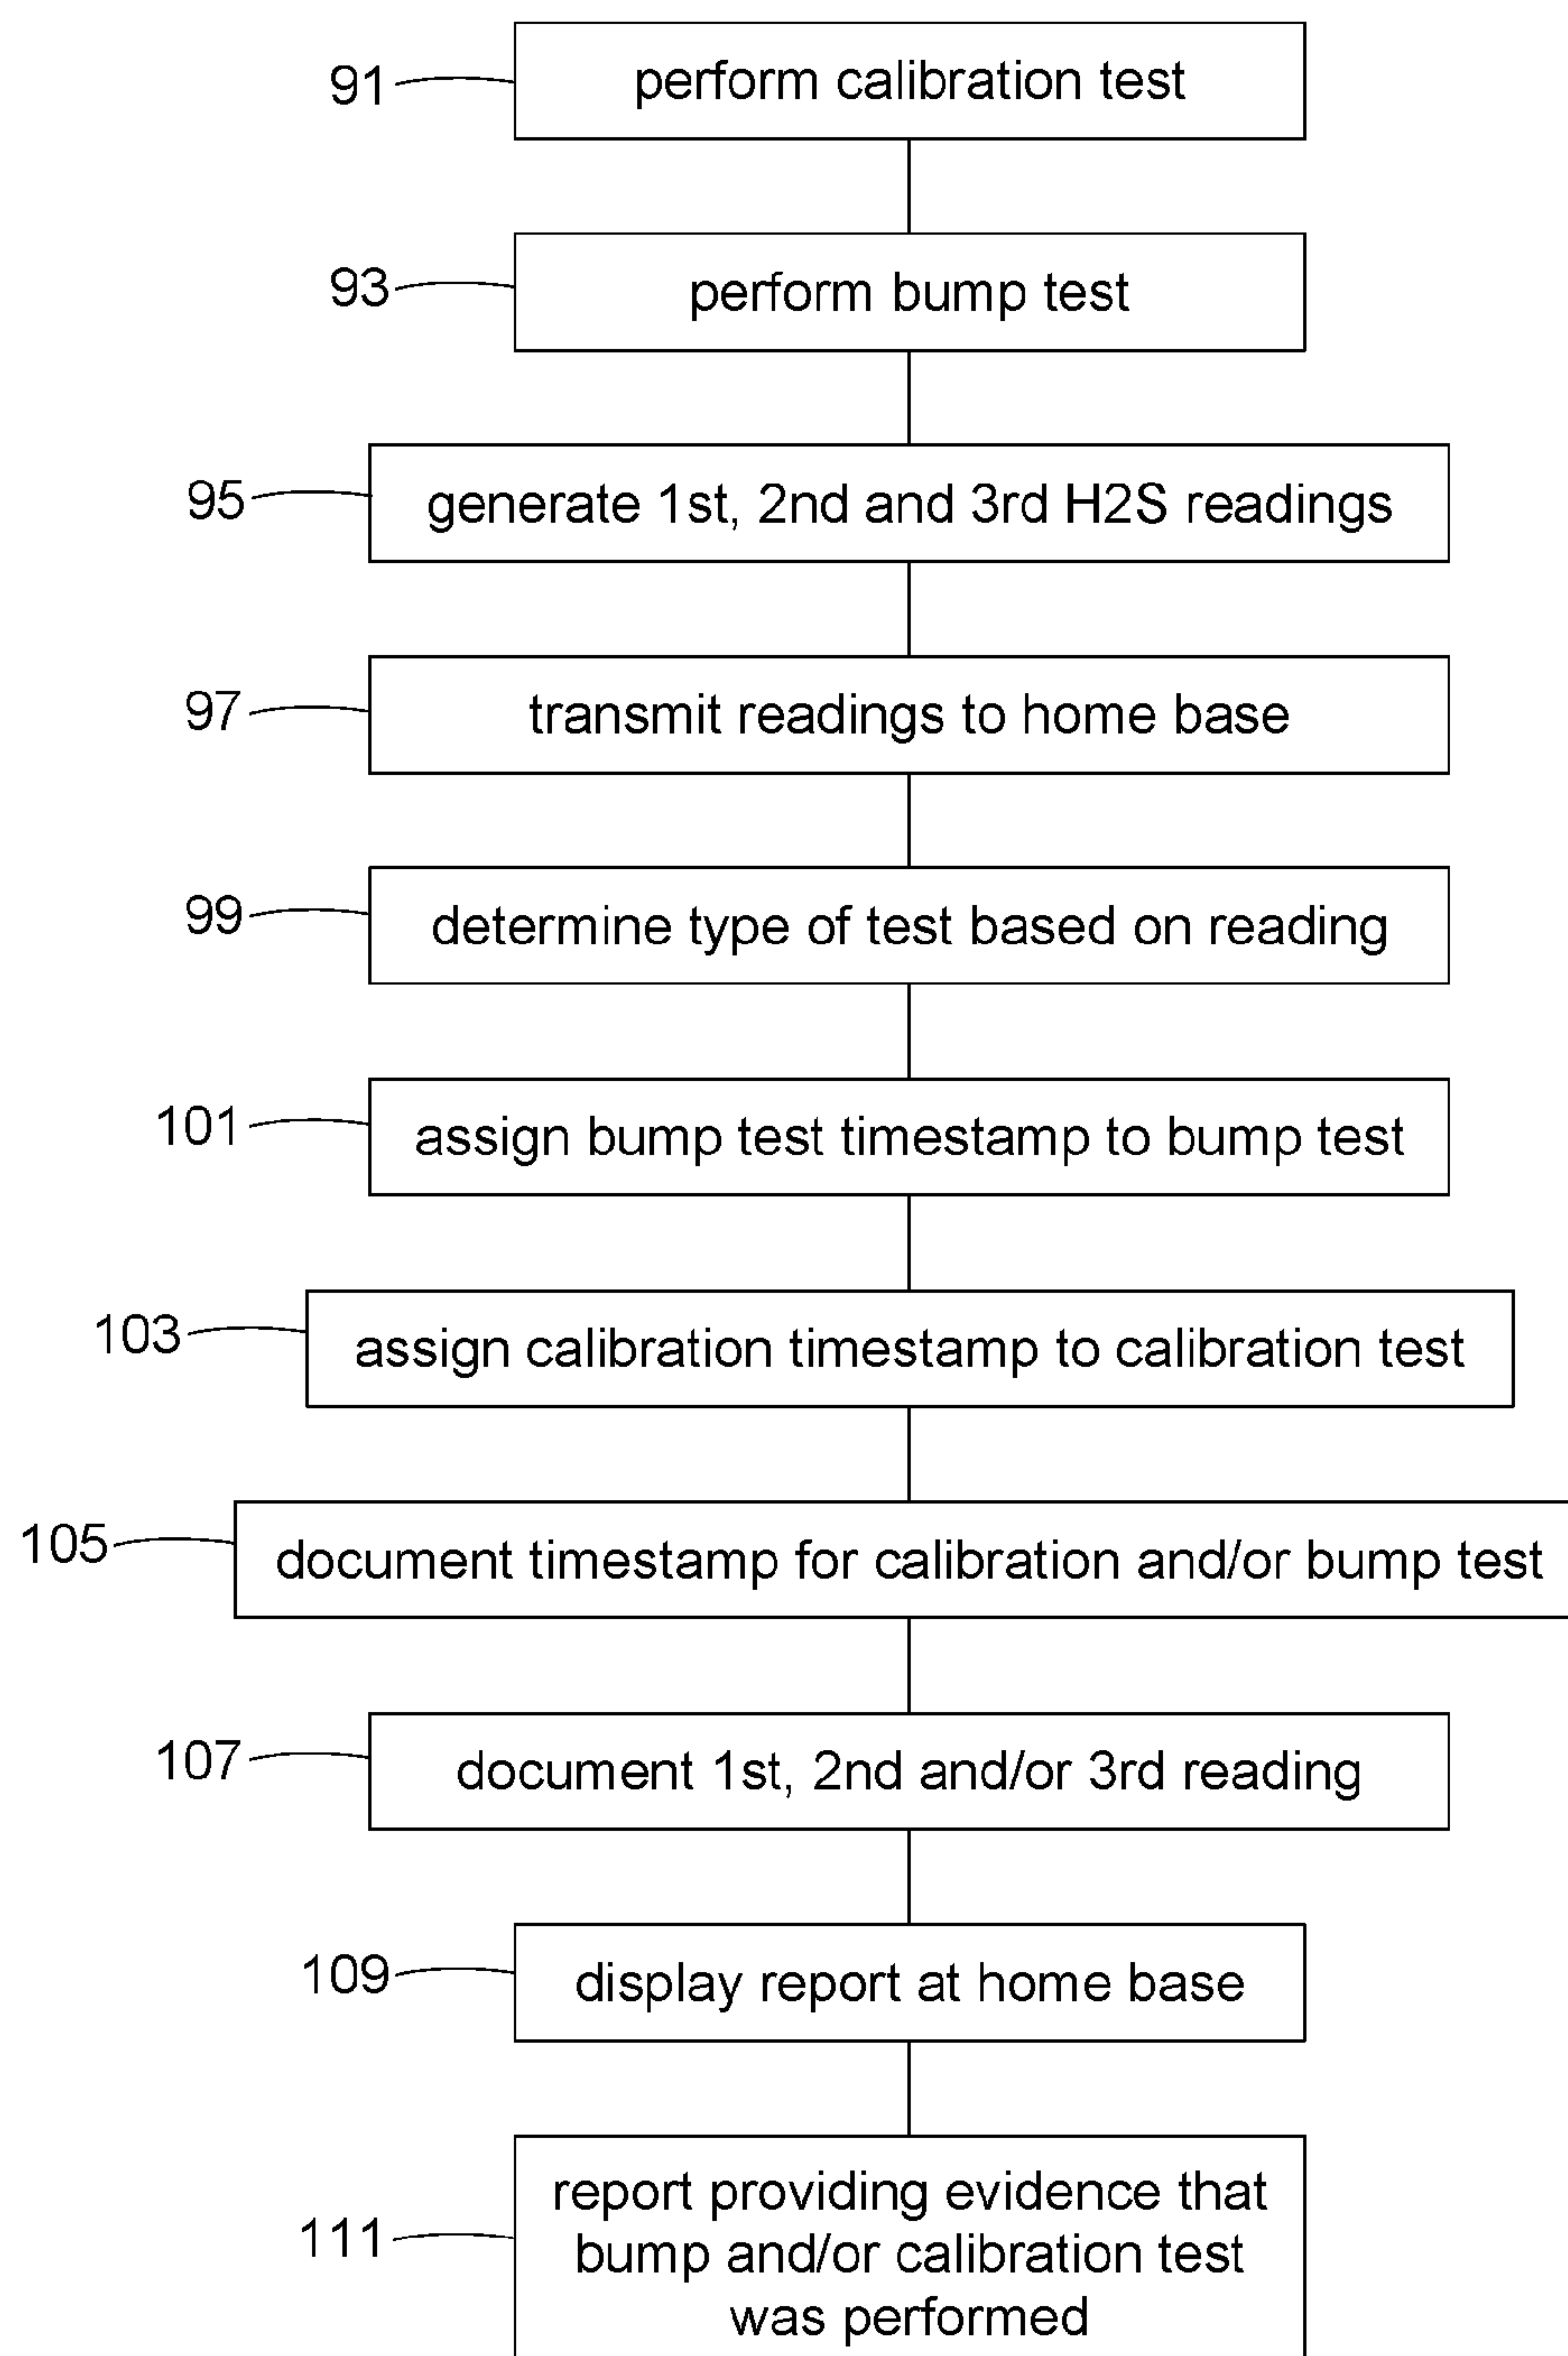 91 perform calibration test
93 perform bump test
95 generate 1st, 2nd and 3rd H2S readings
97 transmit readings to home base
99 determine type of test based on reading
101 assign bump test timestamp to bump test
103 assign calibration timestamp to calibration test
105 document timestamp for calibration and/or bump test
107 document 1st, 2nd and/or 3rd reading
109 display report at home base
111 report providing evidence that
bump and/or calibration test
was performed